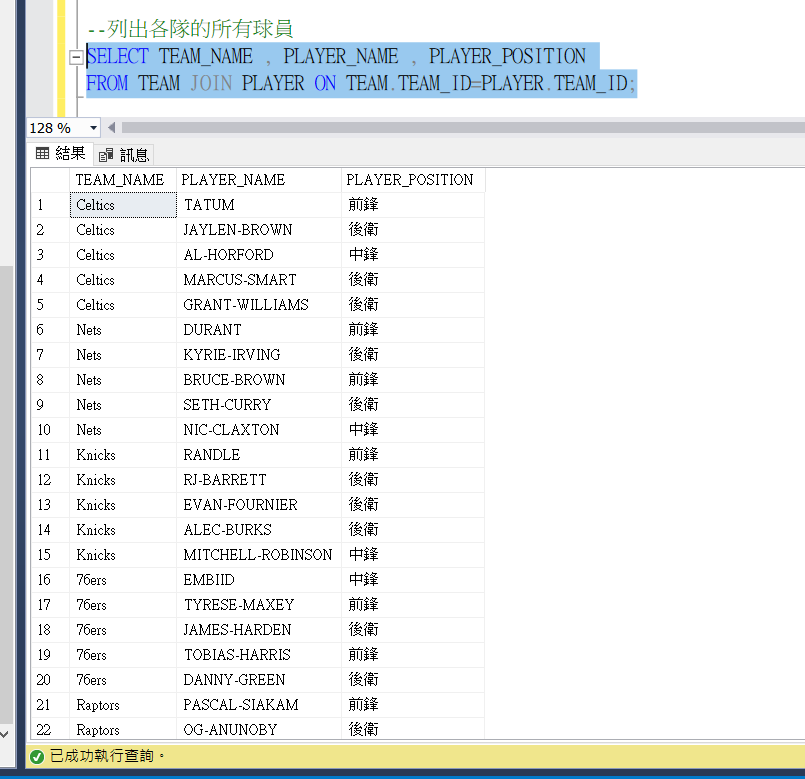 --列出各隊的所有球員
SELECT TEAM_NAME , PLAYER_NAME , PLAYER_POSITION
FROM TEAM JOIN PLAYER ON TEAM.TEAM_ID=PLAYER.TEAM_ID;
128 %
結果 訊息
TEAM_NAME PLAYER_NAME PLAYER_POSITION
1 Celtics TATUM 前鋒
2 Celtics JAYLEN-BROWN 後衛
3 Celtics AL-HORFORD 中鋒
4 Celtics MARCUS-SMART 後衛
5 Celtics GRANT-WILLIAMS 後衛
6 Nets DURANT 前鋒
7 Nets KYRIE-IRVING 後衛
8 Nets BRUCE-BROWN 前鋒
9 Nets SETH-CURRY 後衛
10 Nets NIC-CLAXTON 中鋒
11 Knicks RANDLE 前鋒
12 Knicks RJ-BARRETT 後衛
13 Knicks EVAN-FOURNIER 後衛
14 Knicks ALEC-BURKS 後衛
15 Knicks MITCHELL-ROBINSON 中鋒
16 76ers EMBIID 中鋒
17 76ers TYRESE-MAXEY 前鋒
18 76ers JAMES-HARDEN 後衛
19 76ers TOBIAS-HARRIS 前鋒
20 76ers DANNY-GREEN 後衛
21 Raptors PASCAL-SIAKAM 前鋒
22 Raptors OG-ANUNOBY 後衛
已成功執行查詢。